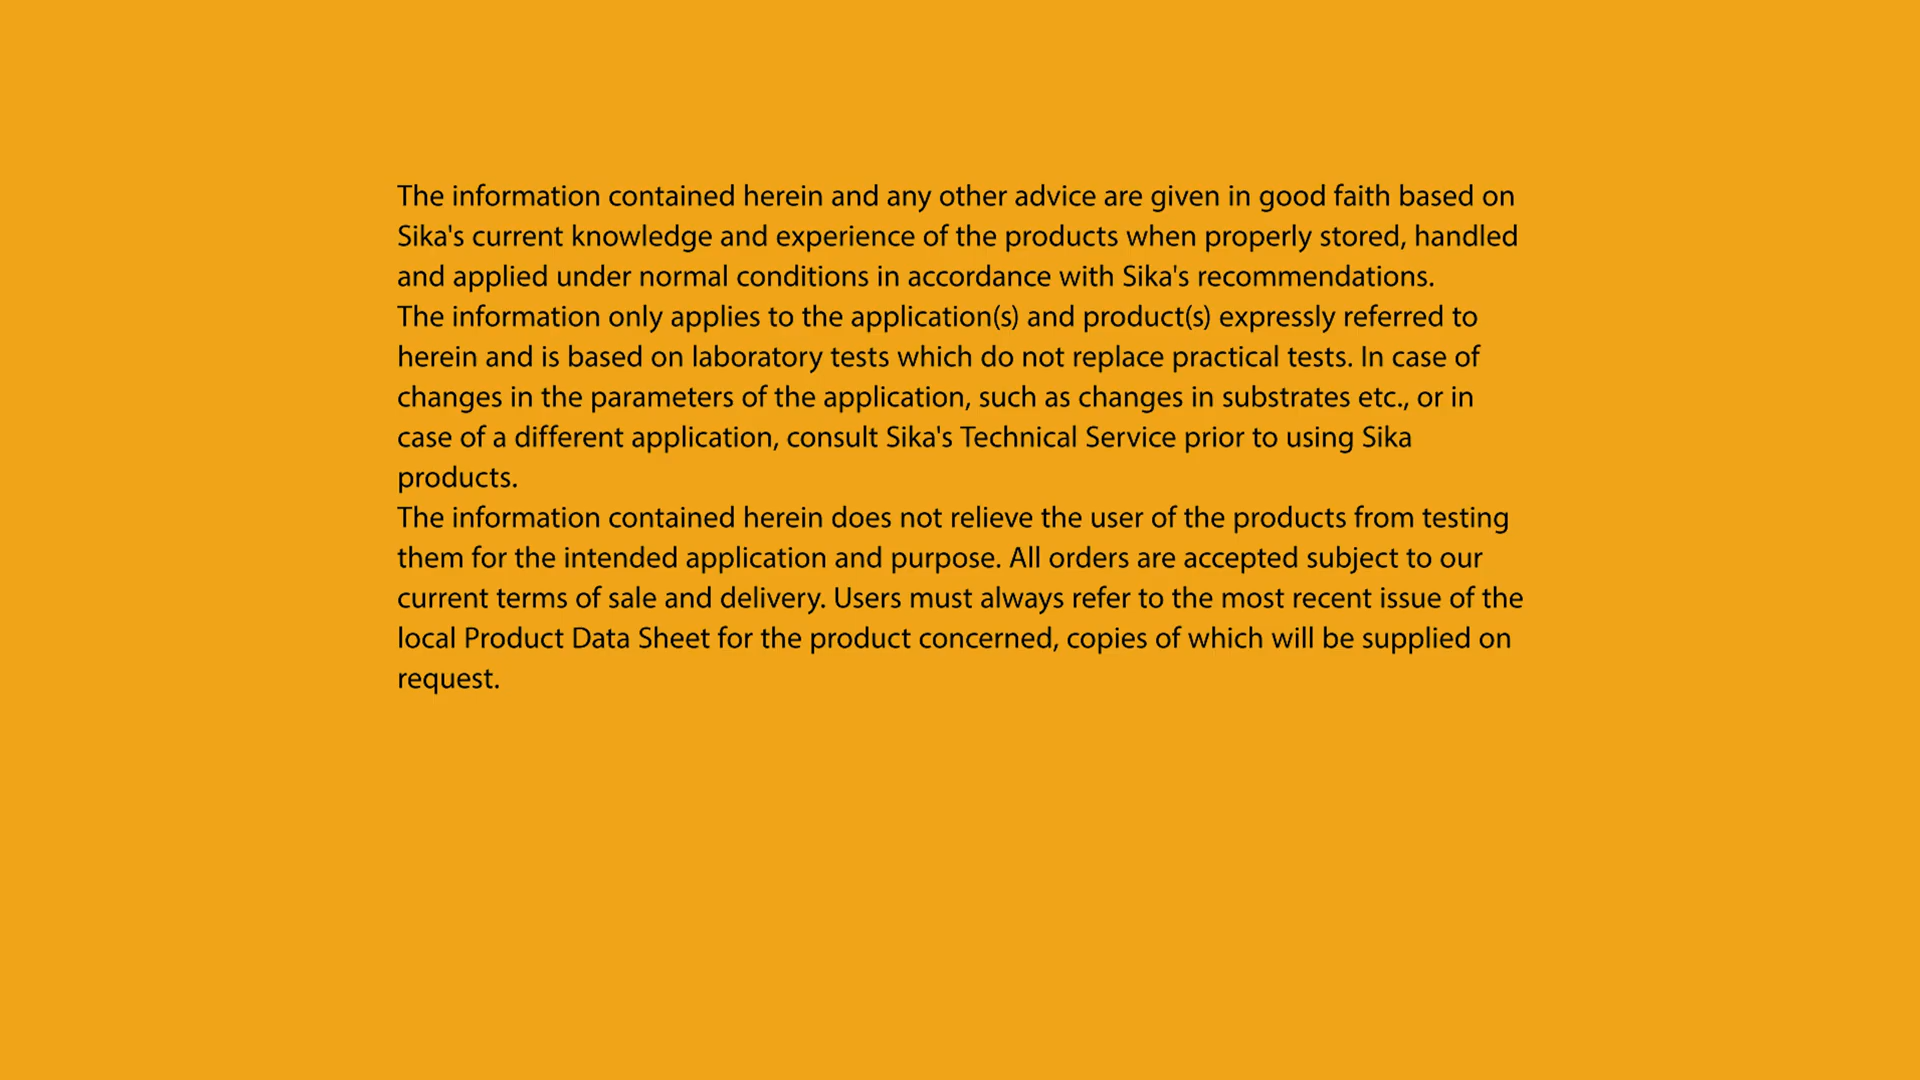 The information contained herein and any other advice are given in good faith based on
Sika's current knowledge and experience of the products when properly stored, handled
and applied under normal conditions in accordance with Sika's recommendations.
The information only applies to the application(s) and product(s) expressly referred to
herein and is based on laboratory tests which do not replace practical tests. In case of
changes in the parameters of the application, such as changes in substrates etc., or in
case of a different application, consult Sika's Technical Service prior to using Sika
products.
The information contained herein does not relieve the user of the products from testing
them for the intended application and purpose. All orders are accepted subject to our
current terms of sale and delivery. Users must always refer to the most recent issue of the
local Product Data Sheet for the product concerned, copies of which will be supplied on
request.